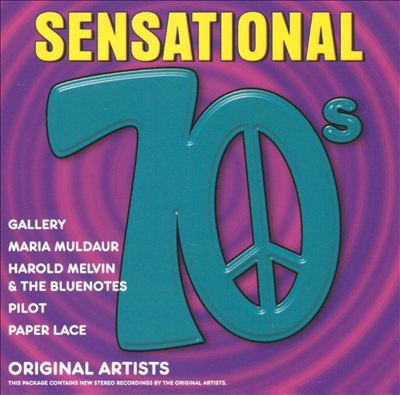 SENSATIONAL
70s
GALLERY
MARIA MULDAUR
HAROLD MELVIN
& THE BLUENOTES
PILOT
PAPER LACE
ORIGINAL ARTISTS
THIS PACKAGE CONTAINS NEW STEREO RECORDINGS BY THE ORIGINAL ARTISTS.